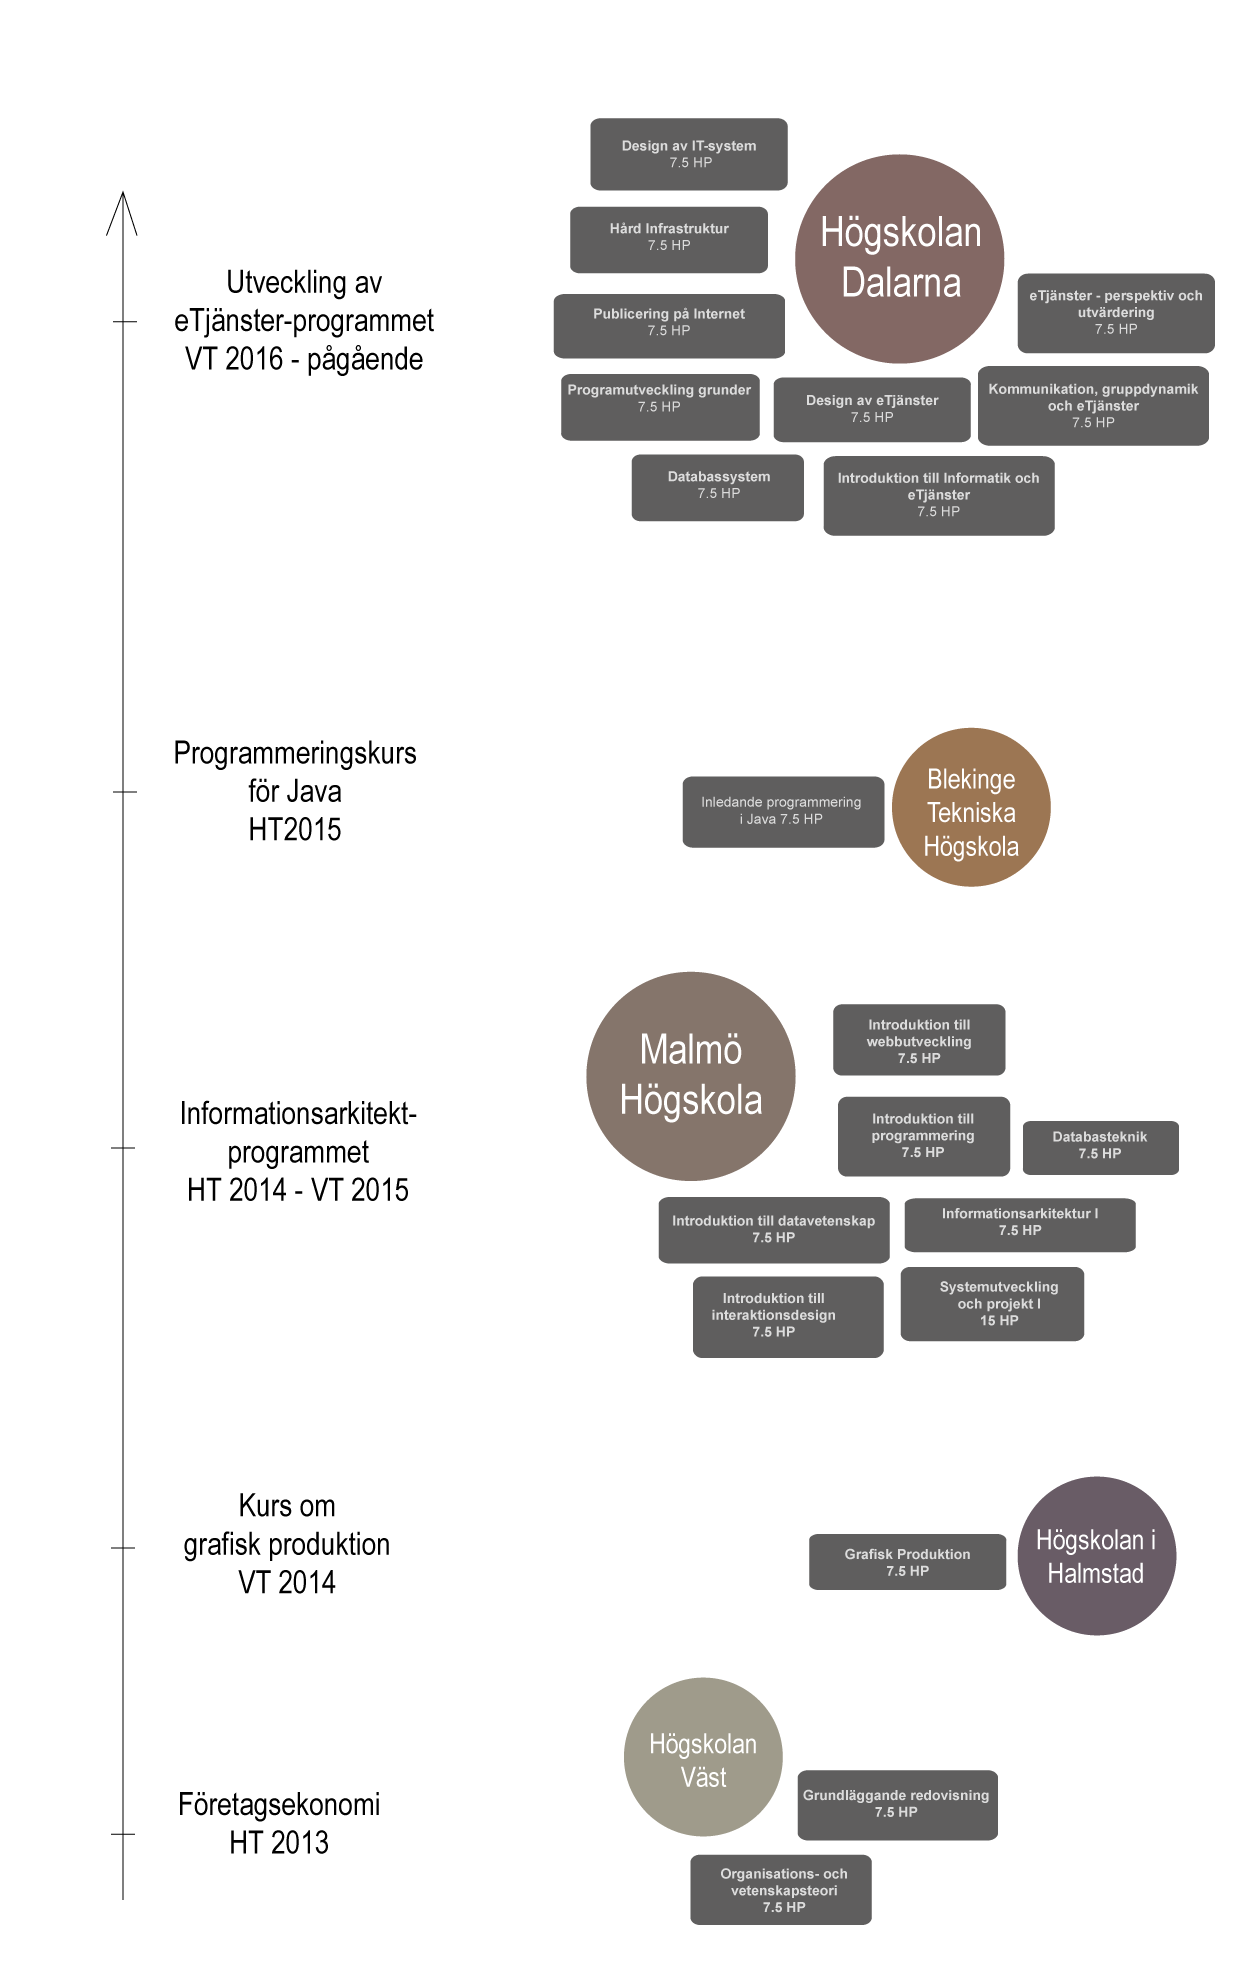 Utveckling av
eTjänster-programmet
VT 2016 - pågående
Design av IT-system
7.5 HP
Hård Infrastruktur
7.5 HP
Publicering på Internet
7.5 HP
Programutveckling grunder
7.5 HP
Databassystem
7.5 HP
Högskolan
Dalarna
Design av eTjänster
7.5 HP
Introduktion till Informatik och
eTjänster
7.5 HP
eTjänster - perspektiv och
utvärdering
7.5 HP
Kommunikation, gruppdynamik
och eTjänster
7.5 HP
Programmeringskurs
för Java
HT2015
Inledande programmering
i Java 7.5 HP
Blekinge
Tekniska
Högskola
Informationsarkitekt-
programmet
HT 2014 - VT 2015
Malmö
Högskola
Introduktion till
webbutveckling
7.5 HP
Introduktion till
programmering
7.5 HP
Databasteknik
7.5 HP
Introduktion till datavetenskap
7.5 HP
Informationsarkitektur I
7.5 HP
Introduktion till
interaktionsdesign
7.5 HP
Systemutveckling
och projekt I
15 HP
Kurs om
grafisk produktion
VT 2014
Grafisk Produktion
7.5 HP
Högskolan i
Halmstad
Företagsekonomi
HT 2013
Högskolan
Väst
Grundläggande redovisning
7.5 HP
Organisations- och
vetenskapsteori
7.5 HP